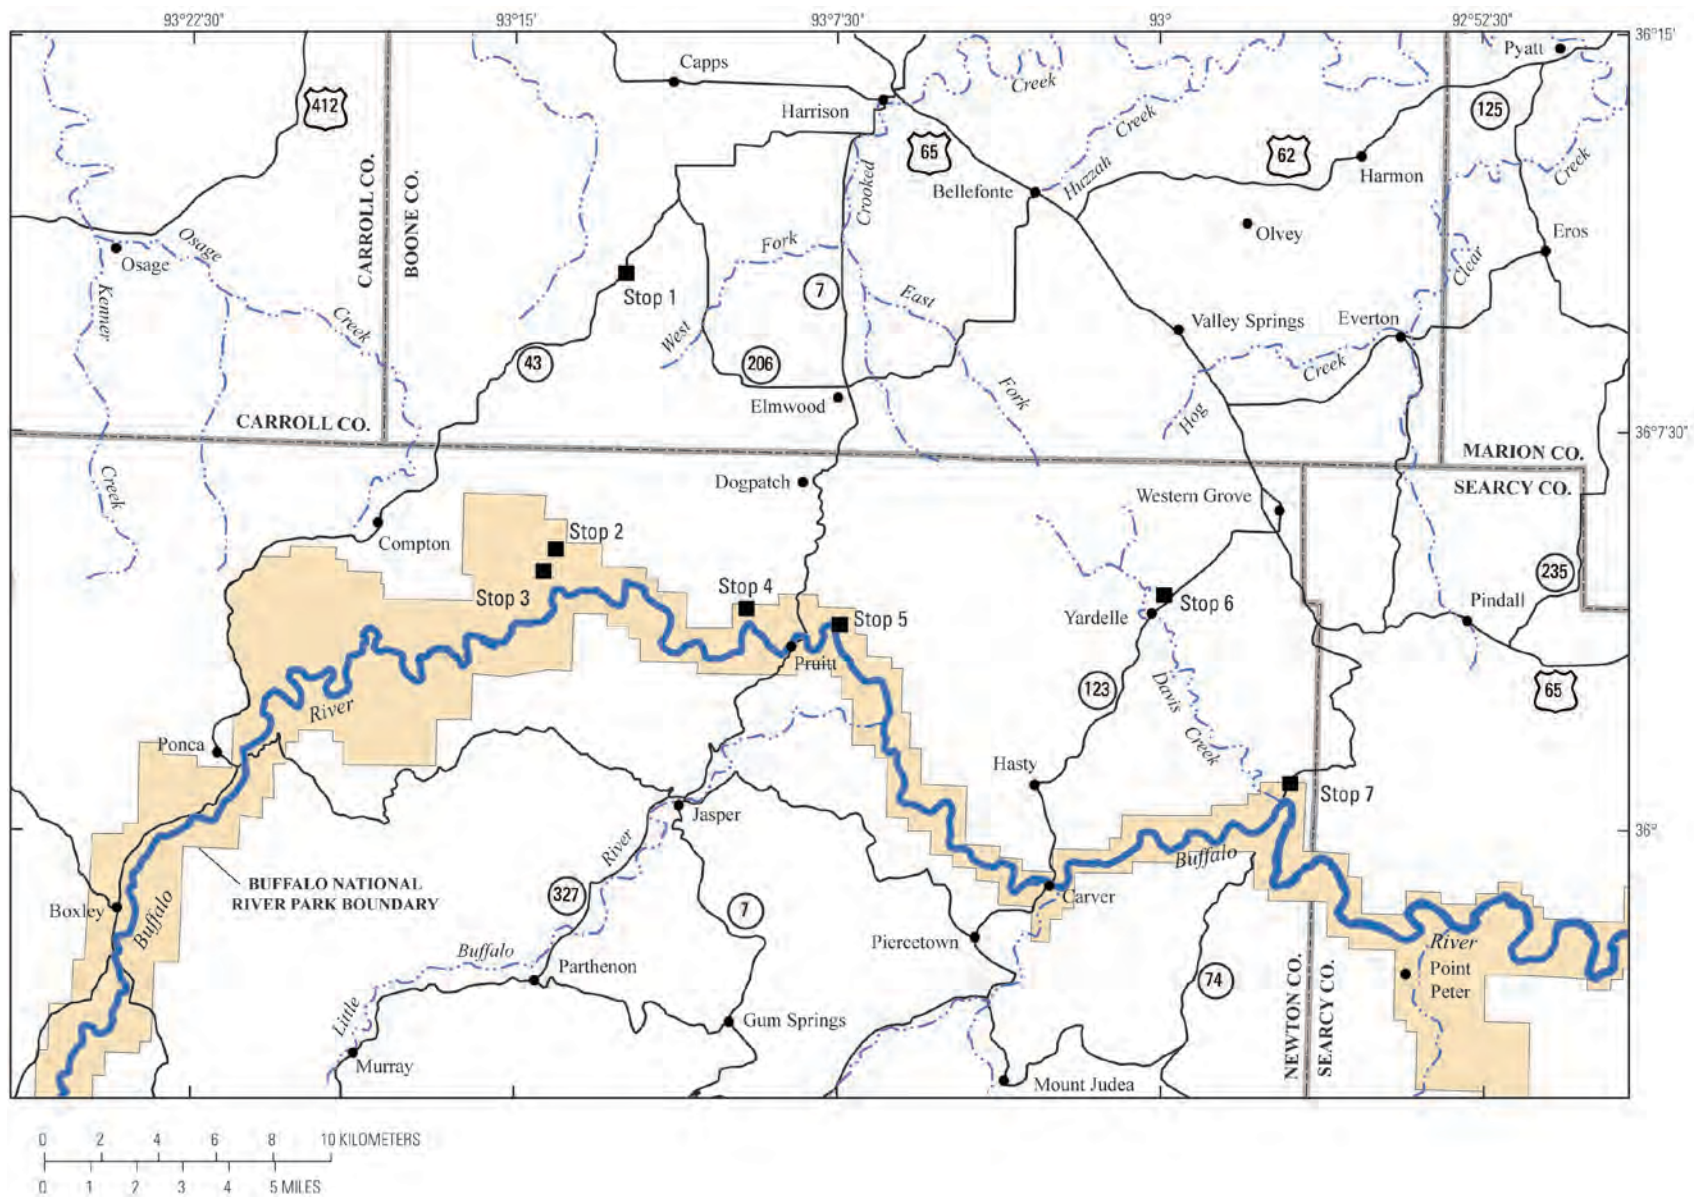 93°22'30"
93°15'
93°7'30"
93°
92°52'30"
36°15'
Pyatt
Capps
Creek
412
Harrison
125
Creek
65
62
CARROLL CO.
BOONE CO.
Crooked
Bellefonte
Huzzah
Harmon
Creek
Osage
Osage
Fork
Olvey
Eros
Clear
Kenner
Stop 1
7
East
Creek
West
Valley Springs
Everton
43
206
Creek
Elmwood
Fork
Hog
CARROLL CO.
36°7'30"
MARION CO.
Creek
Dogpatch
SEARCY CO.
Western Grove
Compton
Stop 2
235
Stop 3
Stop 4
Stop 5
Stop 6
Yardelle
Pindall
Pruitt
123
Davis
65
River
Ponca
Creek
Hasty
Stop 7
Jasper
36°
River
Buffalo
BUFFALO NATIONAL
RIVER PARK BOUNDARY
327
Carver
Boxley
Buffalo
7
Piercetown
River
Buffalo
Parthenon
74
Point
Peter
Little
Gum Springs
NEWTON CO.
SEARCY CO.
Murray
Mount Judea
0 2 4 6 8 10 KILOMETERS
0 1 2 3 4 5 MILES